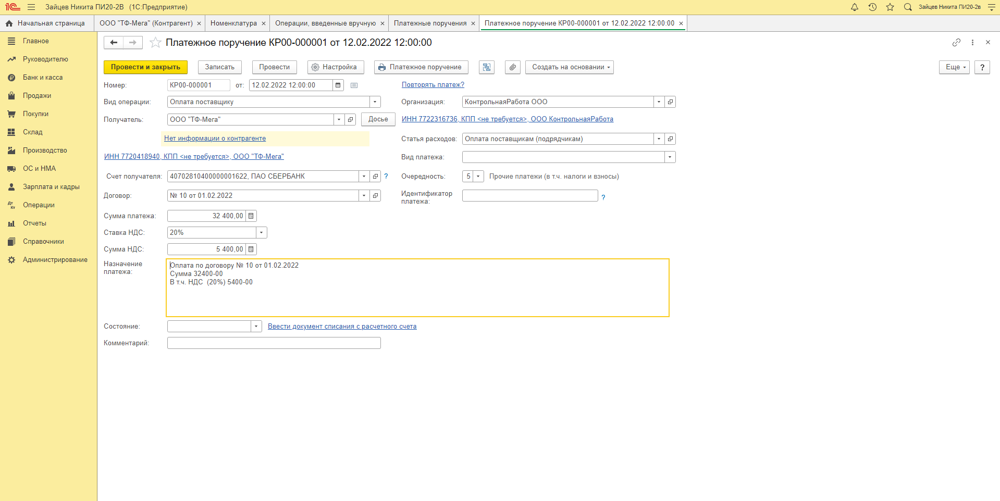 1С Зайцев Никита ПИ20-2В (1С:Предприятие) Зайцев Никита ПИ20-2в
Начальная страница ООО "ТФ-Мега" (Контрагент) × Номенклатура × Операции, введенные вручную × Платежные поручения × Платежное поручение КР00-000001 от 12.02.2022 12:00:00 ×
Главное
Руководителю
Банк и касса
Продажи
Покупки
Склад
Производство
ОС и НМА
Зарплата и кадры
Дт Кт Операции
Отчеты
Справочники
Администрирование
Платежное поручение КР00-000001 от 12.02.2022 12:00:00
Провести и закрыть Записать Провести Настройка Платежное поручение Создать на основании Еще ?
Номер: КР00-000001 от: 12.02.2022 12:00:00 Повторять платеж?
Вид операции: Оплата поставщику Организация: КонтрольнаяРабота ООО
Получатель: ООО "ТФ-Мега" Досье ИНН 7722316736, КПП <не требуется>, ООО КонтрольнаяРабота
Нет информации о контрагенте Статья расходов: Оплата поставщикам (подрядчикам)
ИНН 7720418940, КПП <не требуется>, ООО "ТФ-Мега" Вид платежа:
Счет получателя: 40702810400000001622, ПАО СБЕРБАНК ? Очередность: 5 Прочие платежи (в т.ч. налоги и взносы)
Договор: № 10 от 01.02.2022 Идентификатор
платежа: ?
Сумма платежа: 32 400,00
Ставка НДС: 20%
Сумма НДС: 5 400,00
Назначение
платежа:
Оплата по договору № 10 от 01.02.2022
Сумма 32400-00
В т.ч. НДС (20%) 5400-00
Состояние: Ввести документ списания с расчетного счета
Комментарий: